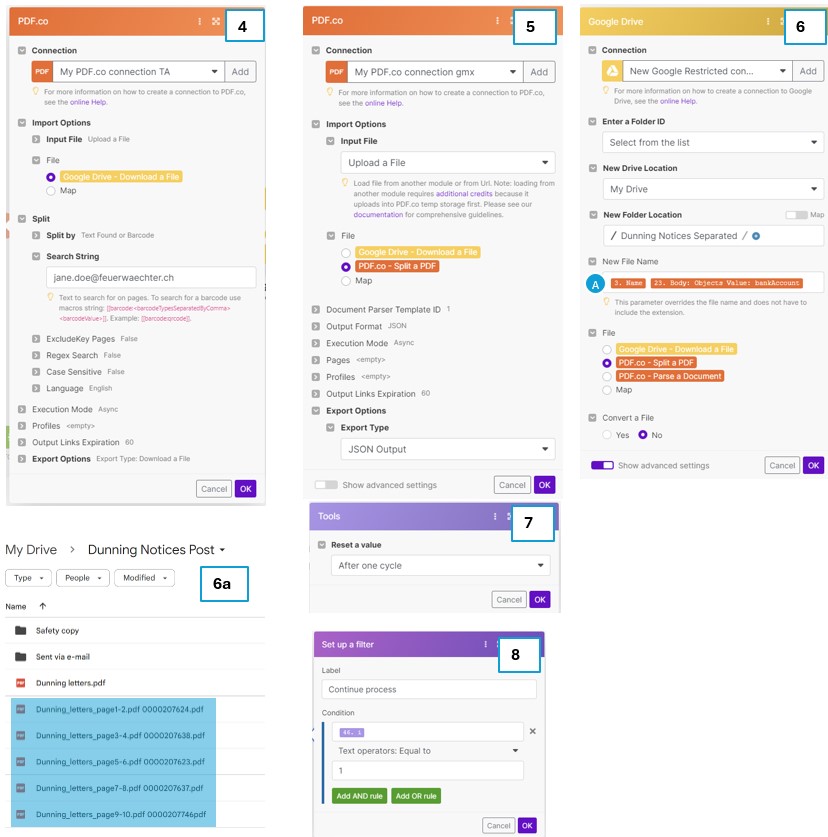 PDF.co
4
Connection
PDF
My PDF.co connection TA
Add
For more information on how to create a connection to PDF.co,
see the online Help.
Import Options
Input File Upload a File
File
Google Drive - Download a File
Map
Split
Split by Text Found or Barcode
Search String
jane.doe@feuerwaechter.ch
Text to search for on pages. To search for a barcode use
macros string: [[barcode:<barcodeTypesSeparatedByComma>
<barcodeValue>]], Example: [[barcode:qrcode]].
ExcludeKey Pages False
Regex Search False
Case Sensitive False
Language English
Execution Mode Async
Profiles <empty>
Output Links Expiration 60
Export Options Export Type: Download a File
Cancel OK
PDF.co
5
Connection
PDF
My PDF.co connection gmx
Add
For more information on how to create a connection to PDF.co,
see the online Help.
Import Options
Input File
Upload a File
Load file from another module or from Url. Note: loading from
another module requires additional credits because it
uploads into PDF.co temp storage first. Please see our
documentation for comprehensive guidelines.
File
Google Drive - Download a File
PDF.co - Split a PDF
Map
Document Parser Template ID 1
Output Format JSON
Execution Mode Async
Pages <empty>
Profiles <empty>
Output Links Expiration 60
Export Options
Export Type
JSON Output
Show advanced settings
Cancel OK
Google Drive
6
Connection
New Google Restricted con...
Add
For more information on how to create a connection to Google
Drive, see the online Help.
Enter a Folder ID
Select from the list
New Drive Location
My Drive
New Folder Location
Map
/ Dunning Notices Separated /
New File Name
A
3. Name 23. Body: Objects Value: bankAccount
This parameter overrides the file name and does not have to
include the extension.
File
Google Drive - Download a File
PDF.co - Split a PDF
PDF.co - Parse a Document
Map
Convert a File
Yes No
Show advanced settings
Cancel OK
My Drive > Dunning Notices Post
6a
Type People Modified
Name
Safety copy
Sent via e-mail
Dunning letters.pdf
Dunning_letters_page1-2.pdf 0000207624.pdf
Dunning_letters_page3-4.pdf 0000207638.pdf
Dunning_letters_page5-6.pdf 0000207623.pdf
Dunning_letters_page7-8.pdf 0000207637.pdf
Dunning_letters_page9-10.pdf 0000207746pdf
Tools
7
Reset a value
After one cycle
Cancel OK
Set up a filter
8
Label
Continue process
Condition
Text operators: Equal to
1
Add AND rule Add OR rule
Cancel OK